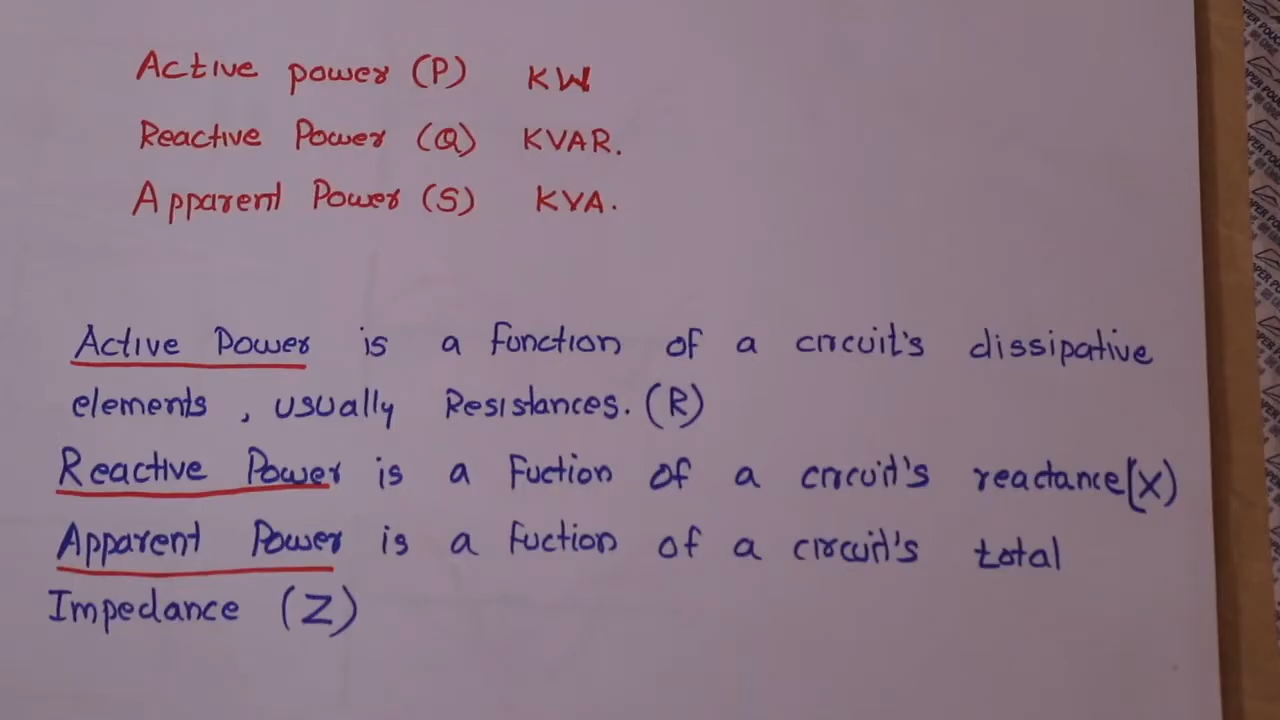 Active power (P) KW
Reactive Power (Q) KVAR.
Apparent Power (S) KVA.
Active Power is a function of a circuit's dissipative
elements, usually Resistances. (R)
Reactive Power is a Fuction of a circuit's reactance(X)
Apparent Power is a fuction of a circuit's total
Impedance (Z)